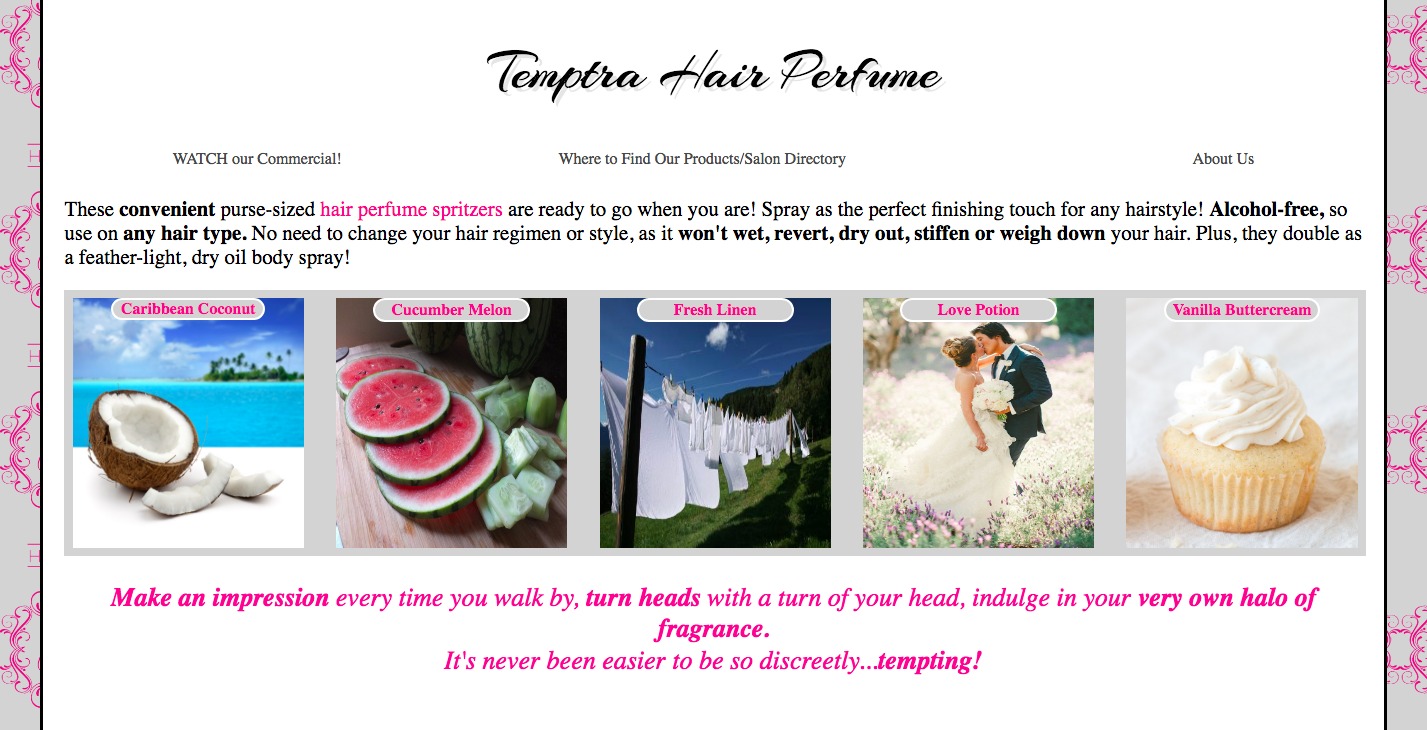 Temptra Hair Perfume
WATCH our Commercial! Where to Find Our Products/Salon Directory About Us
These convenient purse-sized hair perfume spritzers are ready to go when you are! Spray as the perfect finishing touch for any hairstyle! Alcohol-free, so
use on any hair type. No need to change your hair regimen or style, as it won't wet, revert, dry out, stiffen or weigh down your hair. Plus, they double as
a feather-light, dry oil body spray!
Caribbean Coconut Cucumber Melon Fresh Linen Love Potion Vanilla Buttercream
Make an impression every time you walk by, turn heads with a turn of your head, indulge in your very own halo of
fragrance.
It's never been easier to be so discreetly...tempting!